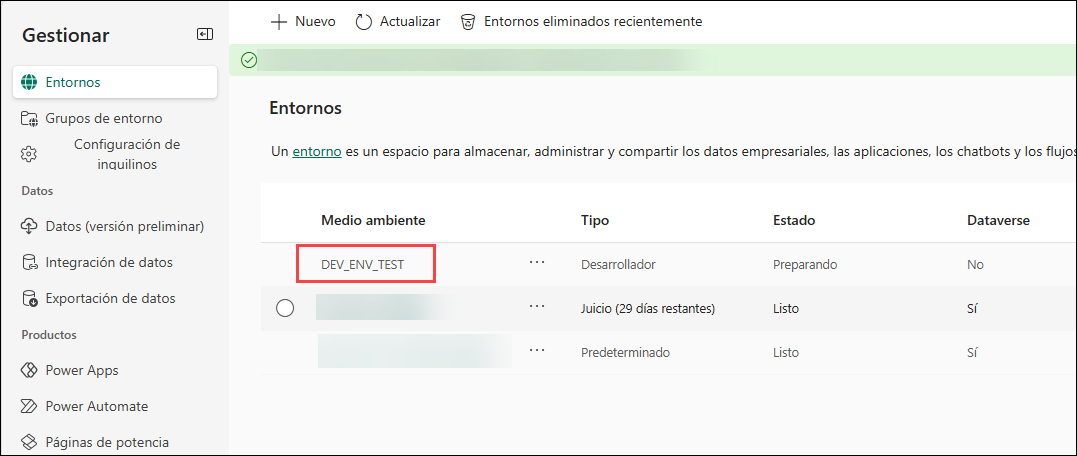 Gestionar
Nuevo Actualizar Entornos eliminados recientemente
Entornos
Grupos de entorno
Configuración de
inquilinos
Datos
Datos (versión preliminar)
Integración de datos
Exportación de datos
Productos
Power Apps
Power Automate
Páginas de potencia
Entornos
Un entorno es un espacio para almacenar, administrar y compartir los datos empresariales, las aplicaciones, los chatbots y los flujos
Medio ambiente Tipo Estado Dataverse
DEV_ENV_TEST ... Desarrollador Preparando No
... Juicio (29 días restantes) Listo Sí
... Predeterminado Listo Sí